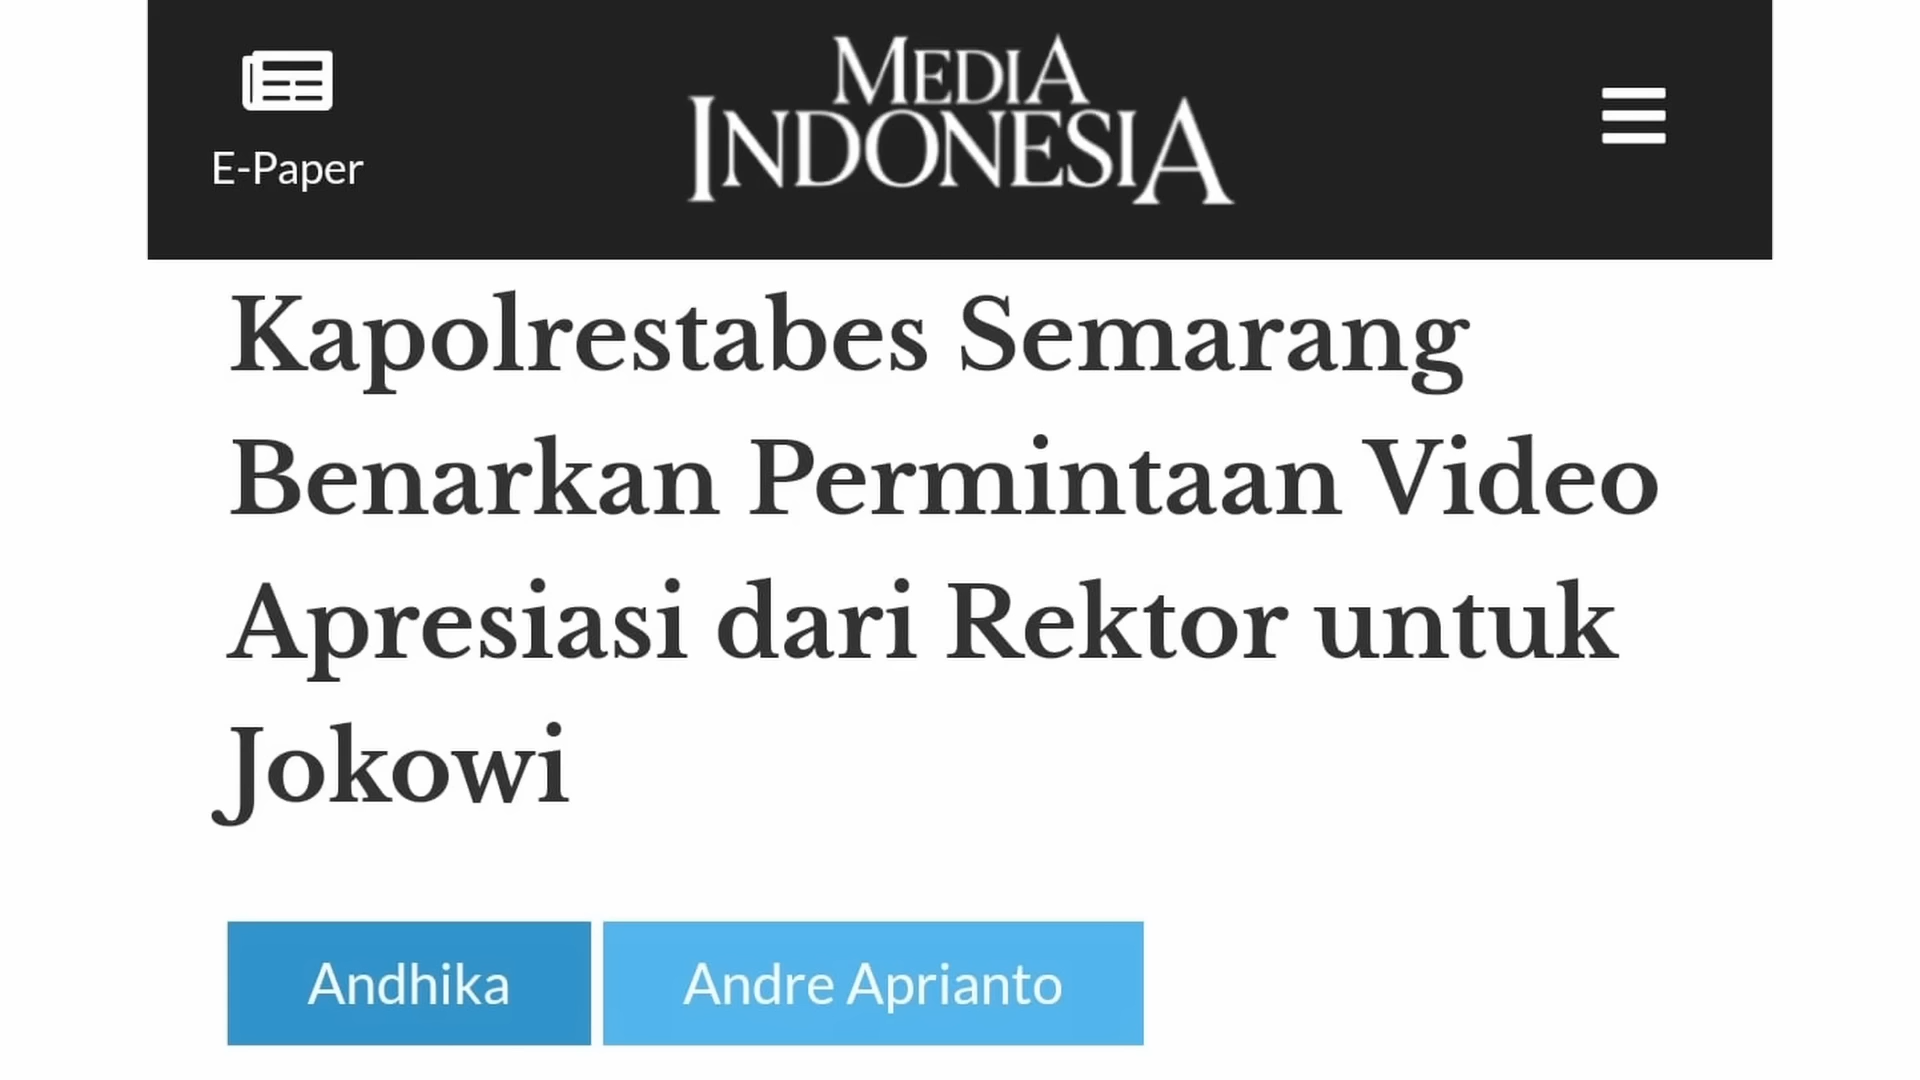 E-Paper
MEDIA
INDONESIA
Kapolrestabes Semarang
Benarkan Permintaan Video
Apresiasi dari Rektor untuk
Jokowi
Andhika
Andre Aprianto